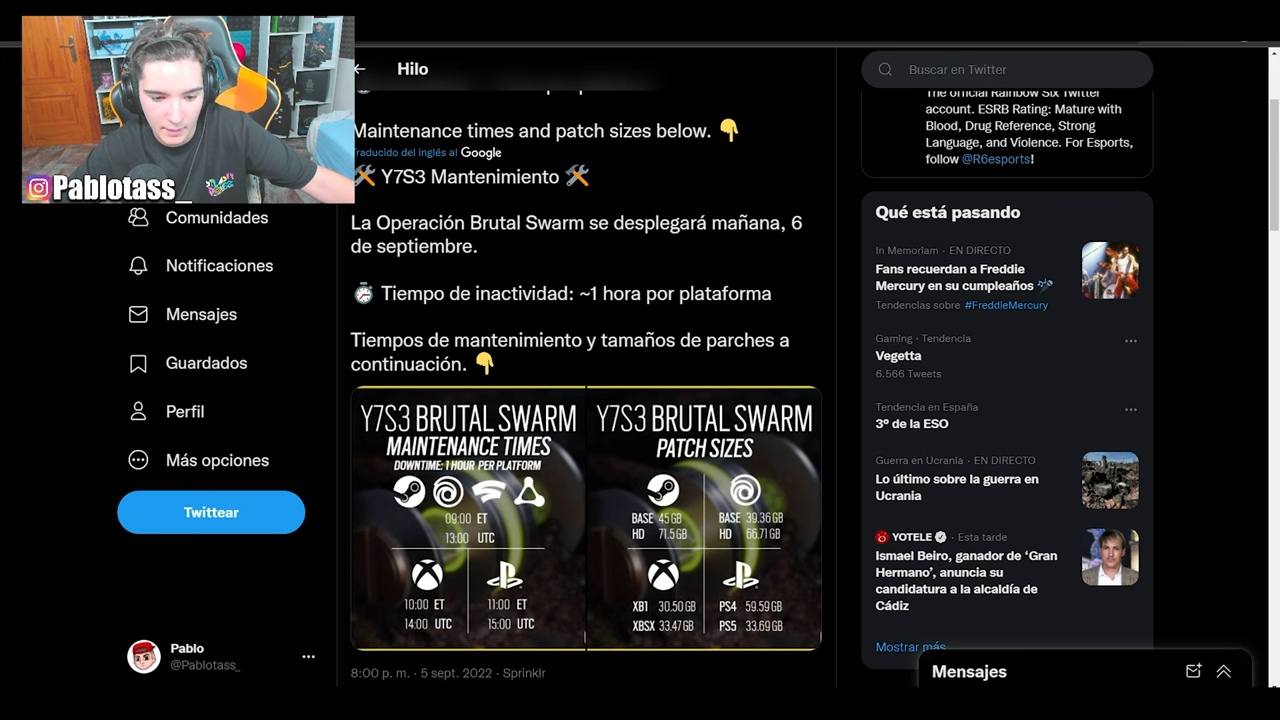 Pablotass_
Hilo
Maintenance times and patch sizes below. 👇
Traducido del inglés al Google
🛠 Y7S3 Mantenimiento 🛠
La Operación Brutal Swarm se desplegará mañana, 6
de septiembre.
⏱ Tiempo de inactividad: ~1 hora por plataforma
Tiempos de mantenimiento y tamaños de parches a
continuación. 👇
Y7S3 BRUTAL SWARM
MAINTENANCE TIMES
DOWNTIME: 1 HOUR PER PLATFORM
09:00 ET
13:00 UTC
10:00 ET
14:00 UTC
11:00 ET
15:00 UTC
Y7S3 BRUTAL SWARM
PATCH SIZES
BASE 45 GB
HD 71.5 GB
BASE 39.36 GB
HD 66.71 GB
XB1 30.50 GB
XBSX 33.47 GB
PS4 59.59 GB
PS5 33.69 GB
8:00 p. m. · 5 sept. 2022 · Sprinklr
Comunidades
Notificaciones
Mensajes
Guardados
Perfil
Más opciones
Twittear
Pablo
@Pablotass_
Buscar en Twitter
The official Rainbow Six Twitter
account. ESRB Rating: Mature with
Blood, Drug Reference, Strong
Language, and Violence. For Esports,
follow @R6esports!
Qué está pasando
In Memoriam · EN DIRECTO
Fans recuerdan a Freddie
Mercury en su cumpleaños 🎶
Tendencias sobre #FreddieMercury
Gaming · Tendencia
Vegetta
6.566 Tweets
Tendencia en España
3º de la ESO
Guerra en Ucrania · EN DIRECTO
Lo último sobre la guerra en
Ucrania
YOTELE · Esta tarde
Ismael Beiro, ganador de ‘Gran
Hermano’, anuncia su
candidatura a la alcaldía de
Cádiz
Mostrar más
Mensajes